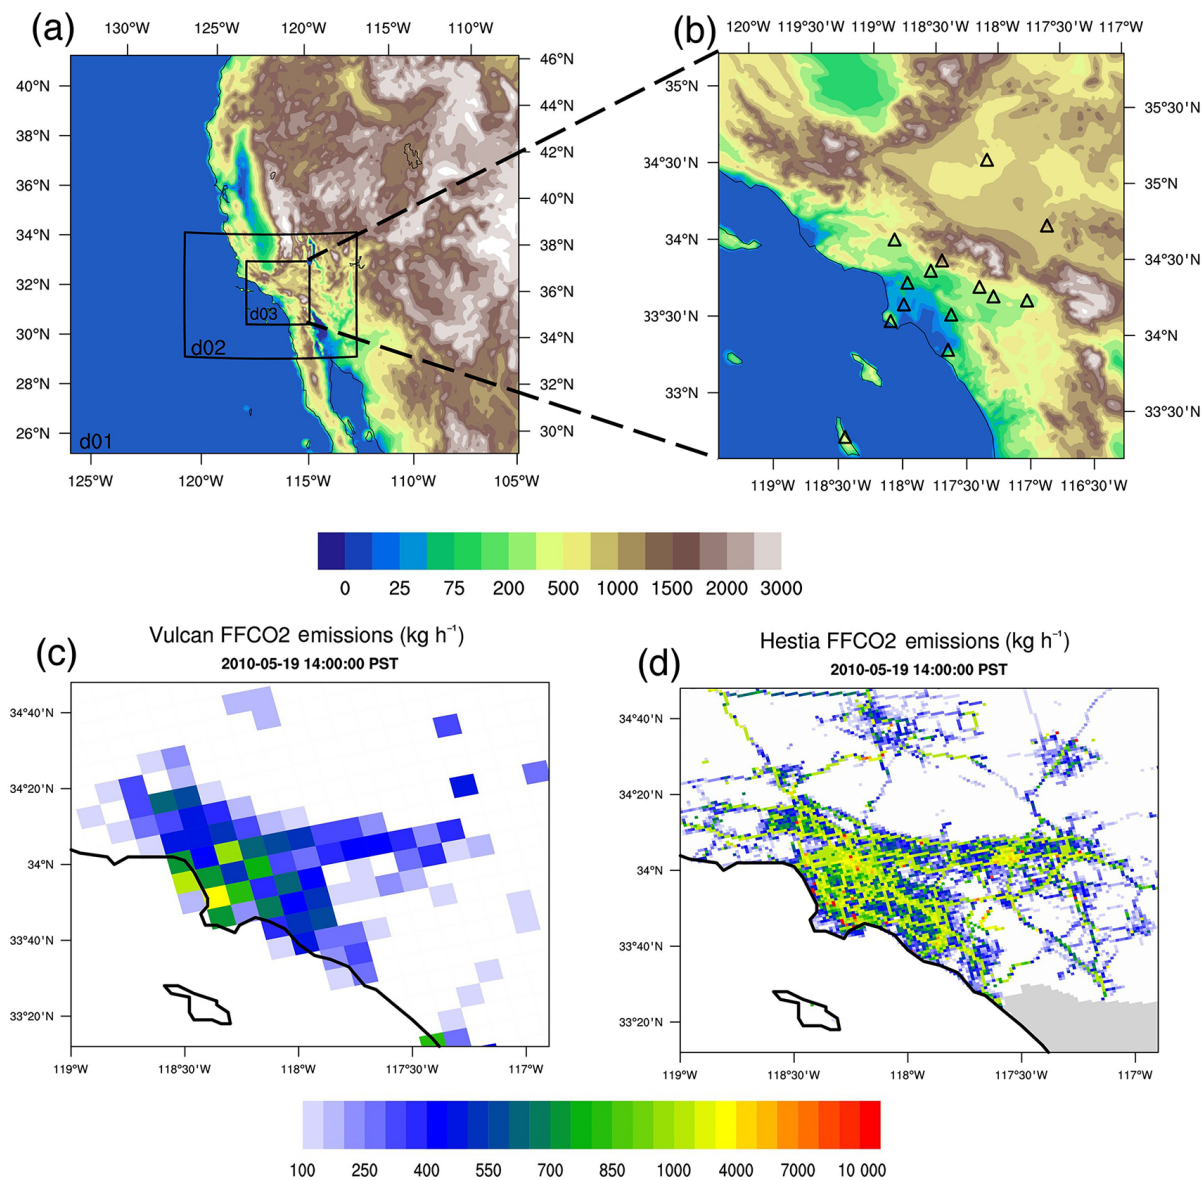 (a)
130°W 125°W 120°W 115°W 110°W
40°N
38°N
36°N
34°N
32°N
30°N
28°N
26°N
46°N
44°N
42°N
40°N
38°N
36°N
34°N
32°N
30°N
d03
d02
d01
125°W 120°W 115°W 110°W 105°W
(b)
120°W 119°30'W 119°W 118°30'W 118°W 117°30'W 117°W
35°N
34°30'N
34°N
33°30'N
33°N
35°30'N
35°N
34°30'N
34°N
33°30'N
119°W 118°30'W 118°W 117°30'W 117°W 116°30'W
0 25 75 200 500 1000 1500 2000 3000
(c)
Vulcan FFCO2 emissions (kg h⁻¹)
2010-05-19 14:00:00 PST
34°40'N
34°20'N
34°N
33°40'N
33°20'N
119°W 118°30'W 118°W 117°30'W 117°W
(d)
Hestia FFCO2 emissions (kg h⁻¹)
2010-05-19 14:00:00 PST
34°40'N
34°20'N
34°N
33°40'N
33°20'N
119°W 118°30'W 118°W 117°30'W 117°W
100 250 400 550 700 850 1000 4000 7000 10 000